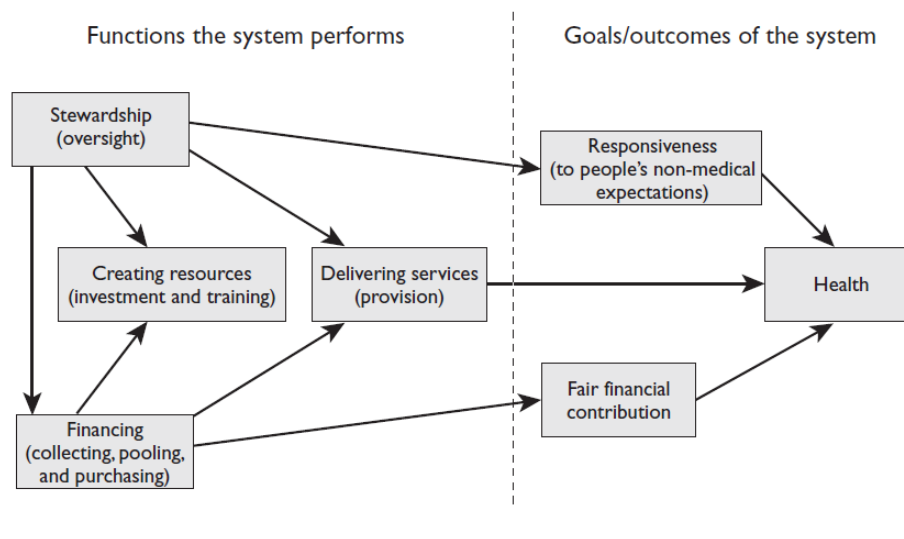 Functions the system performs
Goals/outcomes of the system
Stewardship
(oversight)
Responsiveness
(to people's non-medical
expectations)
Creating resources
(investment and training)
Delivering services
(provision)
Health
Fair financial
contribution
Financing
(collecting, pooling,
and purchasing)